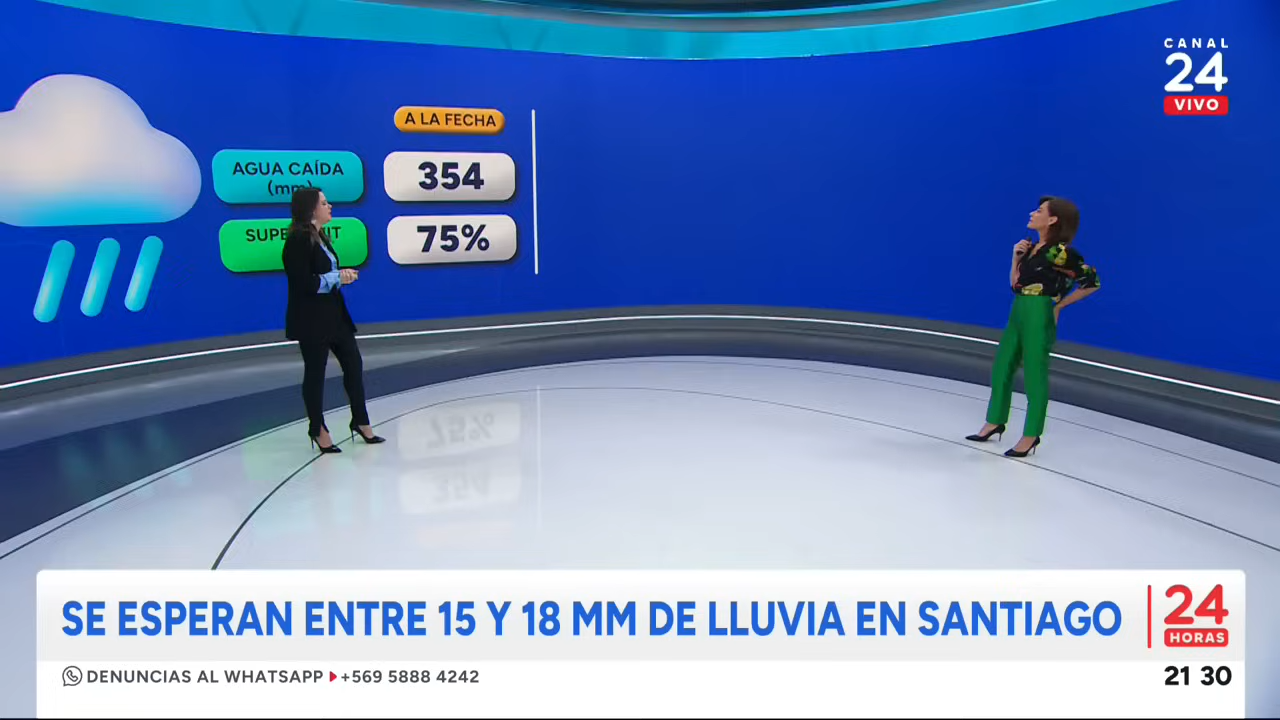 CANAL
24
VIVO
A LA FECHA
AGUA CAÍDA
(mm)
354
75%
SE ESPERAN ENTRE 15 Y 18 MM DE LLUVIA EN SANTIAGO
24
HORAS
DENUNCIAS AL WHATSAPP +569 5888 4242
21 30